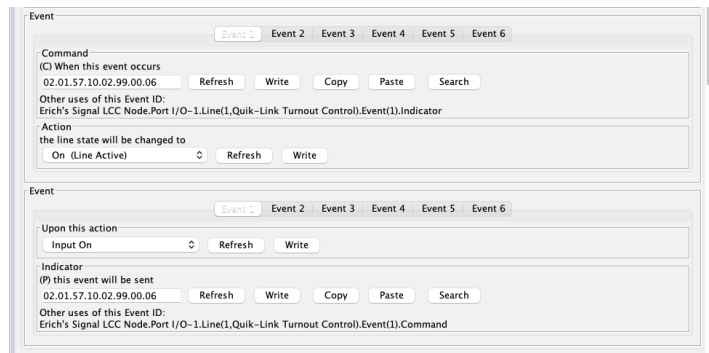 Event
Event 1 Event 2 Event 3 Event 4 Event 5 Event 6
Command
(C) When this event occurs
02.01.57.10.02.99.00.06 Refresh Write Copy Paste Search
Other uses of this Event ID:
Erich's Signal LCC Node.Port I/O-1.Line(1,Quik-Link Turnout Control).Event(1).Indicator
Action
the line state will be changed to
On (Line Active) Refresh Write
Event
Event 1 Event 2 Event 3 Event 4 Event 5 Event 6
Upon this action
Input On Refresh Write
Indicator
(P) this event will be sent
02.01.57.10.02.99.00.06 Refresh Write Copy Paste Search
Other uses of this Event ID:
Erich's Signal LCC Node.Port I/O-1.Line(1,Quik-Link Turnout Control).Event(1).Command